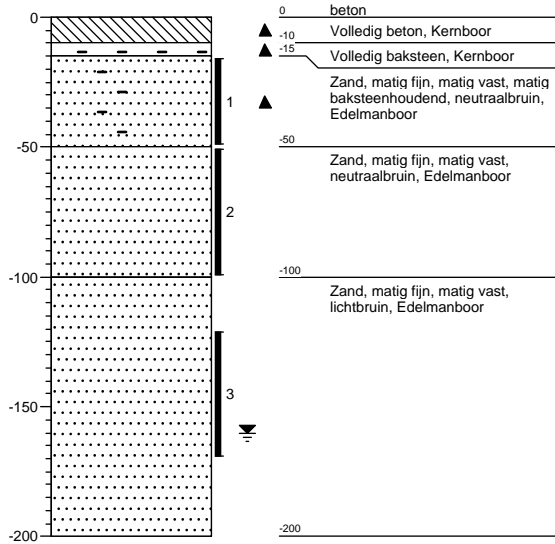 0
0
beton
-10
Volledig beton, Kernboor
-15
Volledig baksteen, Kernboor
Zand, matig fijn, matig vast, matig
baksteenhoudend, neutraalbruin,
Edelmanboor
1
-50
-50
Zand, matig fijn, matig vast,
neutraalbruin, Edelmanboor
2
-100
-100
Zand, matig fijn, matig vast,
lichtbruin, Edelmanboor
3
-150
-200
-200